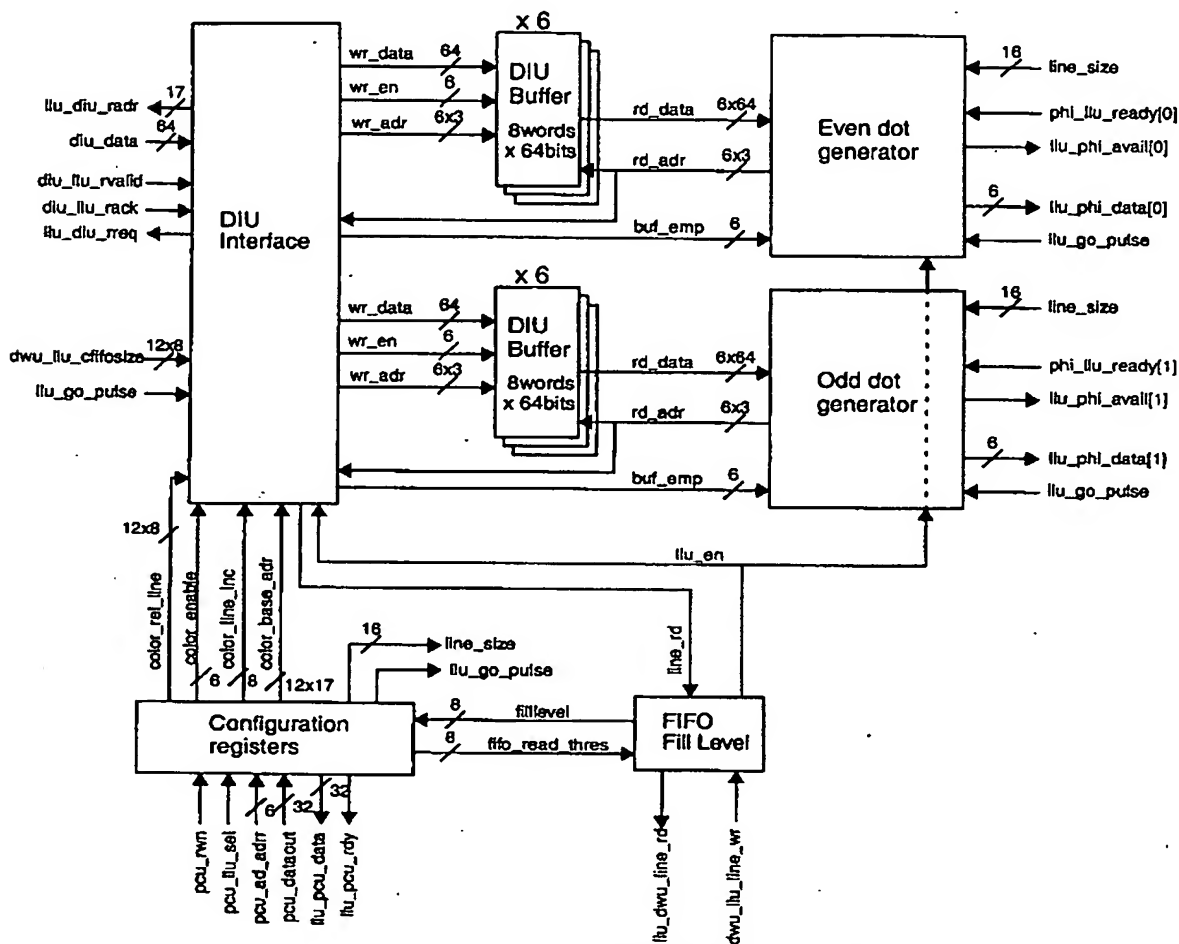 x 6
wr_data
64
wr_en
6
wr_adr
6x3
DIU
Buffer
8words
x 64bits
rd_data
6x64
rd_adr
6x3
buf_emp
6
Even dot
generator
16
line_size
phi_llu_ready[0]
llu_phi_avail[0]
6
llu_phi_data[0]
llu_go_pulse
17
llu_diu_radr
64
diu_data
diu_llu_rvalid
diu_llu_rack
llu_diu_rreq
DIU
Interface
12x8
dwu_llu_cfifosize
llu_go_pulse
x 6
wr_data
64
wr_en
6
wr_adr
6x3
DIU
Buffer
8words
x 64bits
rd_data
6x64
rd_adr
6x3
buf_emp
6
Odd dot
generator
16
line_size
phi_llu_ready[1]
llu_phi_avail[1]
6
llu_phi_data[1]
llu_go_pulse
12x8
color_rel_line
color_enable
6
color_line_inc
8
color_base_adr
12x17
llu_en
line_rd
16
line_size
llu_go_pulse
Configuration
registers
8
filllevel
8
fifo_read_thres
FIFO
Fill Level
pcu_rwn
pcu_llu_sel
pcu_ad_adrr
6
pcu_dataout
32
llu_pcu_data
32
llu_pcu_rdy
llu_dwu_line_rd
dwu_llu_line_wr